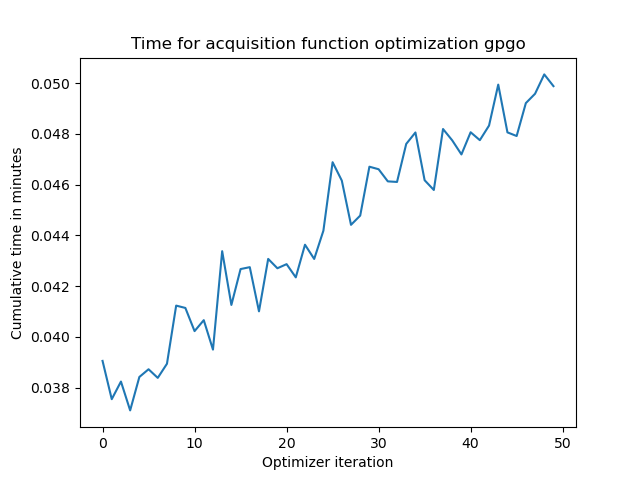 Time for acquisition function optimization gpgo
Cumulative time in minutes
0.050
0.048
0.046
0.044
0.042
0.040
0.038
0 10 20 30 40 50
Optimizer iteration